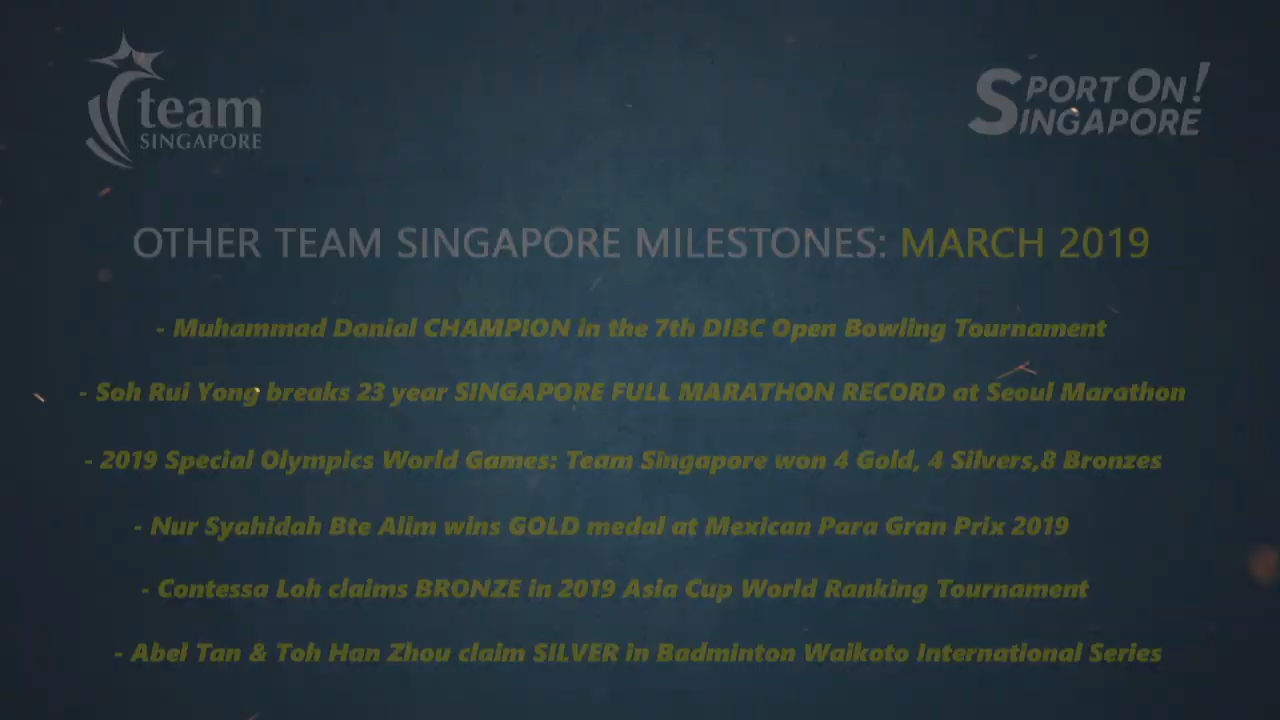 team
SINGAPORE
SPORT ON!
SINGAPORE
OTHER TEAM SINGAPORE MILESTONES: MARCH 2019
- Muhammad Danial CHAMPION in the 7th DIBC Open Bowling Tournament
- Soh Rui Yong breaks 23 year SINGAPORE FULL MARATHON RECORD at Seoul Marathon
- 2019 Special Olympics World Games: Team Singapore won 4 Gold, 4 Silvers,8 Bronzes
- Nur Syahidah Bte Alim wins GOLD medal at Mexican Para Gran Prix 2019
- Contessa Loh claims BRONZE in 2019 Asia Cup World Ranking Tournament
- Abel Tan & Toh Han Zhou claim SILVER in Badminton Waikoto International Series